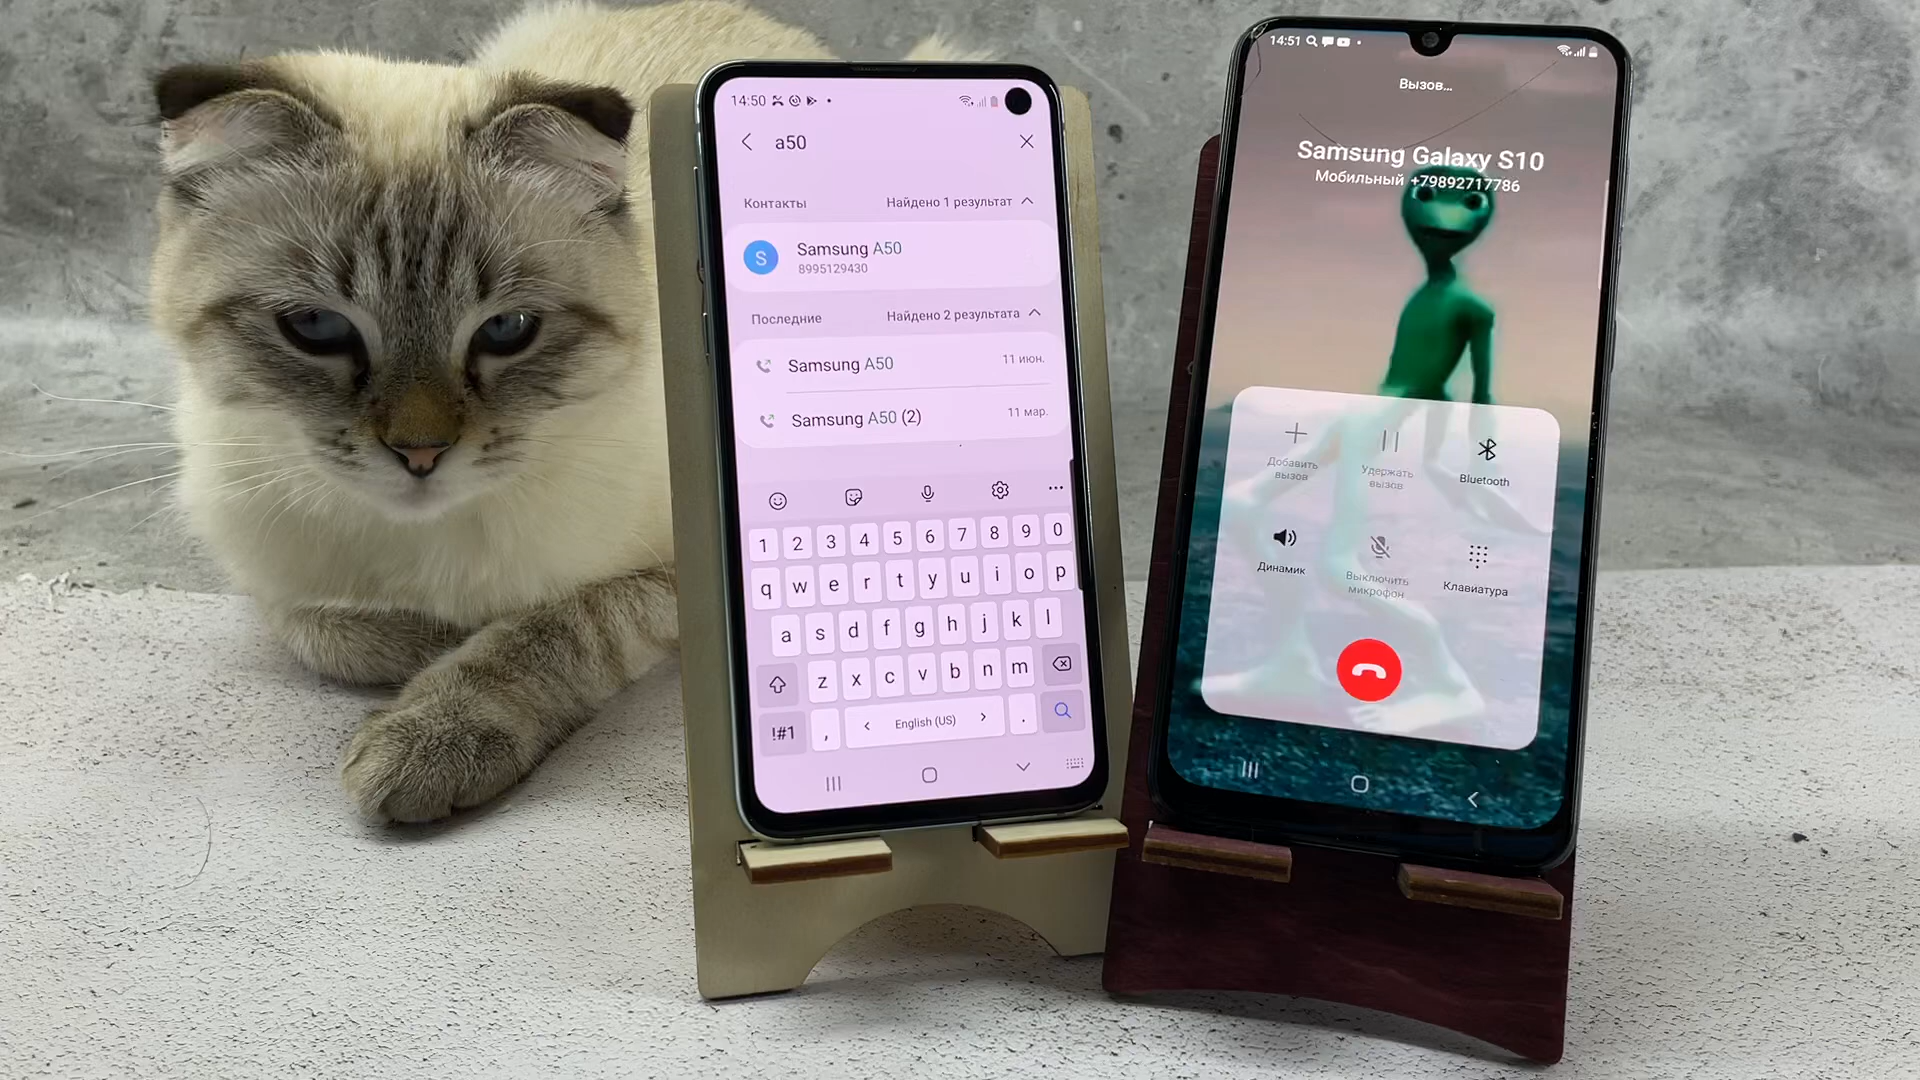 14:50
a50
Контакты
Найдено 1 результат
S
Samsung A50
8995129430
Последние
Найдено 2 результата
Samsung A50
11 июн.
Samsung A50 (2)
11 мар.
1 2 3 4 5 6 7 8 9 0
q w e r t y u i o p
a s d f g h j k l
z x c v b n m
!#1 , < English (US) > .
14:51
Вызов...
Samsung Galaxy S10
Мобильный +79892717786
Добавить вызов
Удержать вызов
Bluetooth
Динамик
Выключить микрофон
Клавиатура